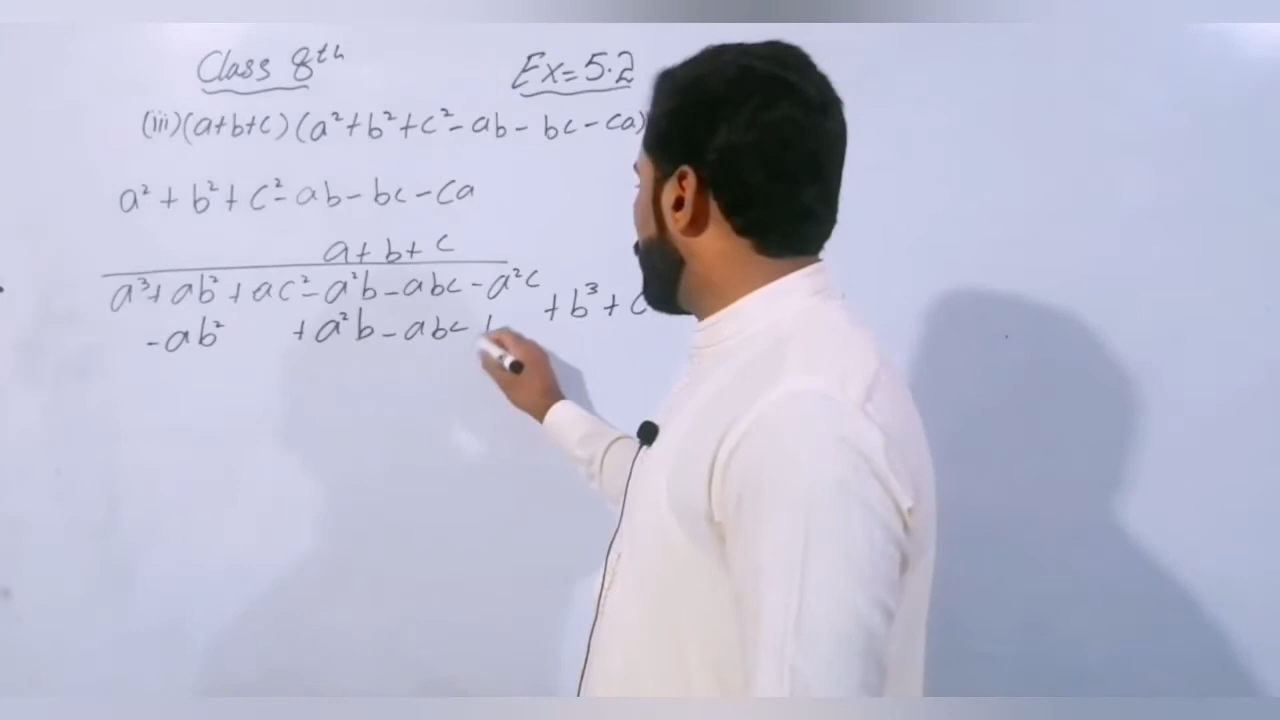 Class 8th Ex=5.2
(iii)(a+b+c)(a²+b²+c²-ab-bc-ca)
a²+b²+c²-ab-bc-ca
a+b+c
a³+ab²+ac²-a²b-abc-a²c
-ab² +a²b-abc +b³+c